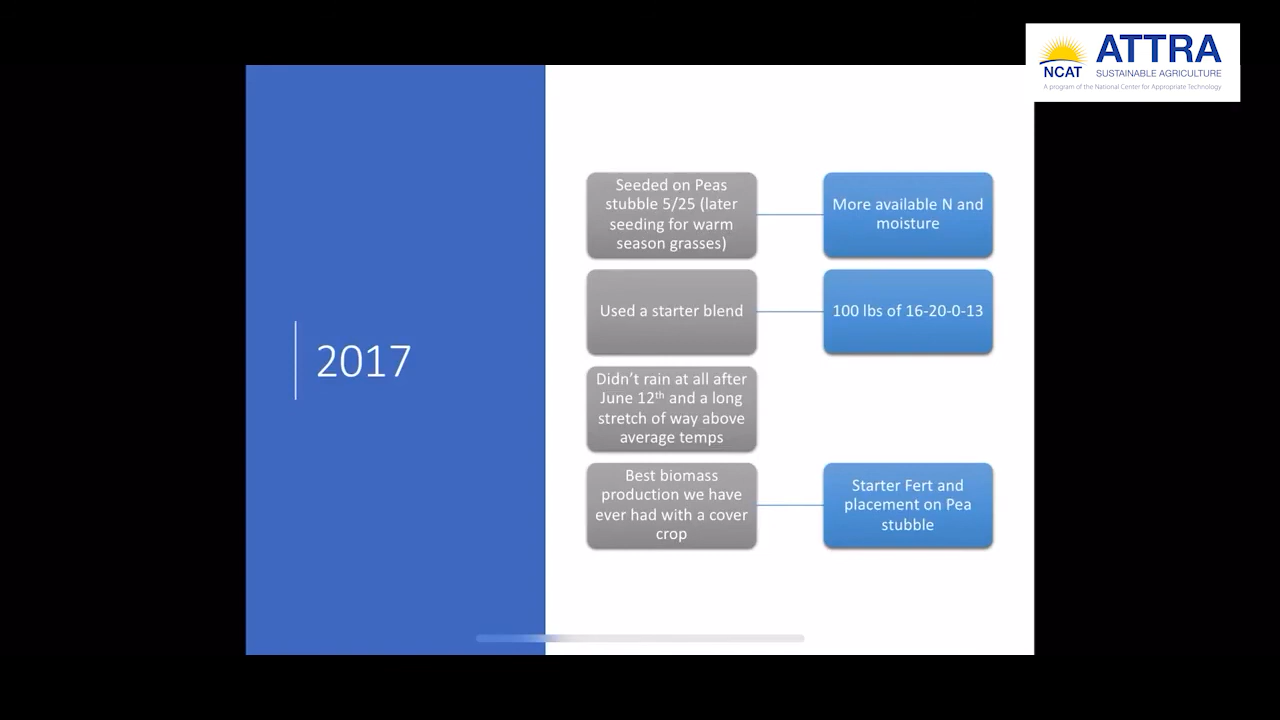 ATTRA
NCAT
SUSTAINABLE AGRICULTURE
A program of the National Center for Appropriate Technology
2017
Seeded on Peas
stubble 5/25 (later
seeding for warm
season grasses)
More available N and
moisture
Used a starter blend
100 lbs of 16-20-0-13
Didn't rain at all after
June 12th and a long
stretch of way above
average temps
Best biomass
production we have
ever had with a cover
crop
Starter Fert and
placement on Pea
stubble